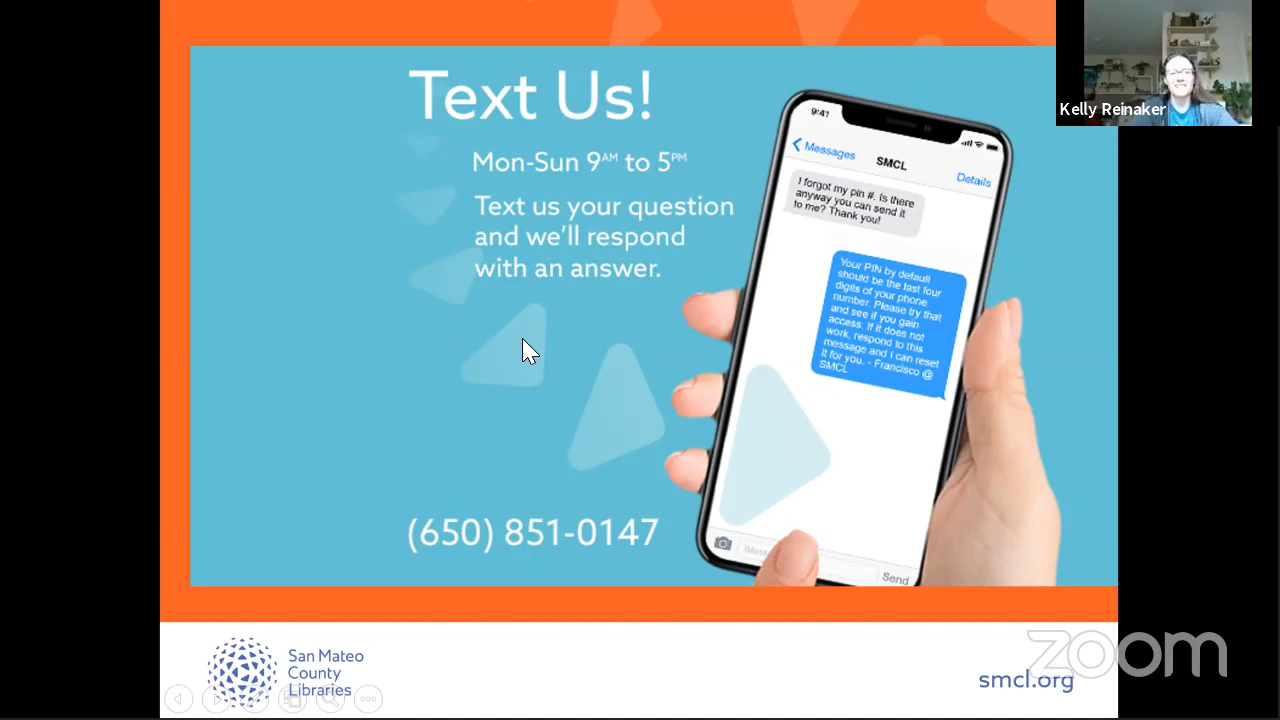 Text Us!
Mon-Sun 9AM to 5PM
Text us your question
and we'll respond
with an answer.
(650) 851-0147
9:41
Messages
SMCL
Details
I forgot my pin #. Is there
anyway you can send it
to me? Thank you!
Your PIN by default
should be the last four
digits of your phone
number. Please try that
and see if you gain
access. If it does not
work, respond to this
message and I can reset
it for you. - Francisco @
SMCL
Send
Kelly Reinaker
San Mateo
County
Libraries
smcl.org
zoom